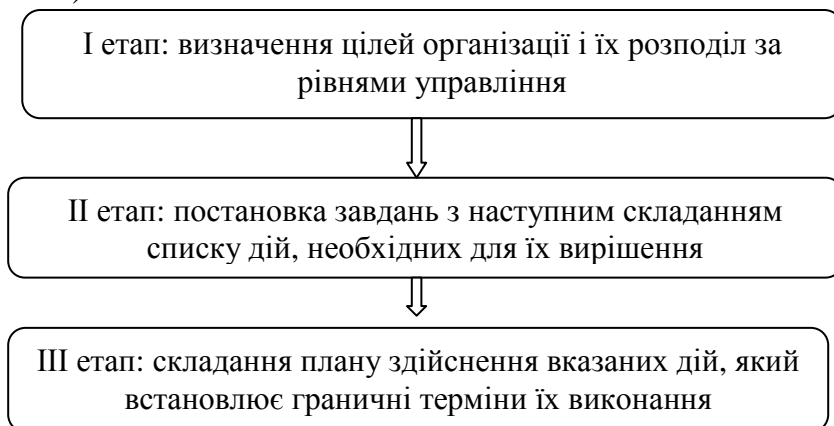 )
І етап: визначення цілей організації і їх розподіл за
рівнями управління
ІІ етап: постановка завдань з наступним складанням
списку дій, необхідних для їх вирішення
ІІІ етап: складання плану здійснення вказаних дій, який
встановлює граничні терміни їх виконання